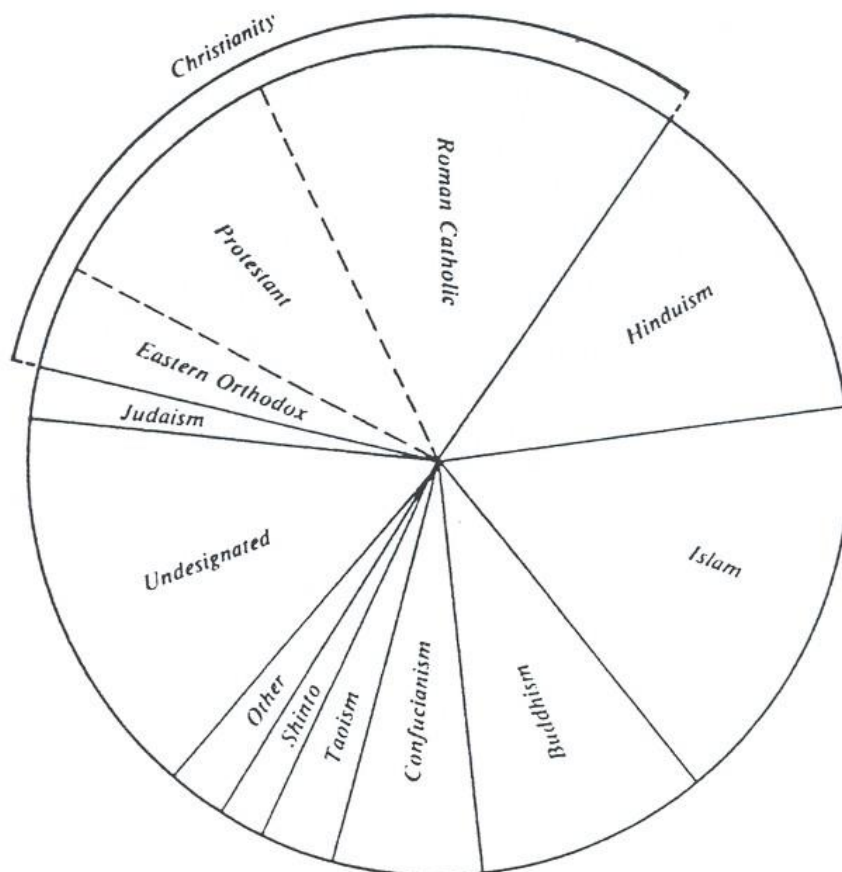 Christianity
Roman Catholic
Protestant
Hinduism
Eastern Orthodox
Judaism
Undesignated
Islam
Other
Shinto
Taoism
Confucianism
Buddhism